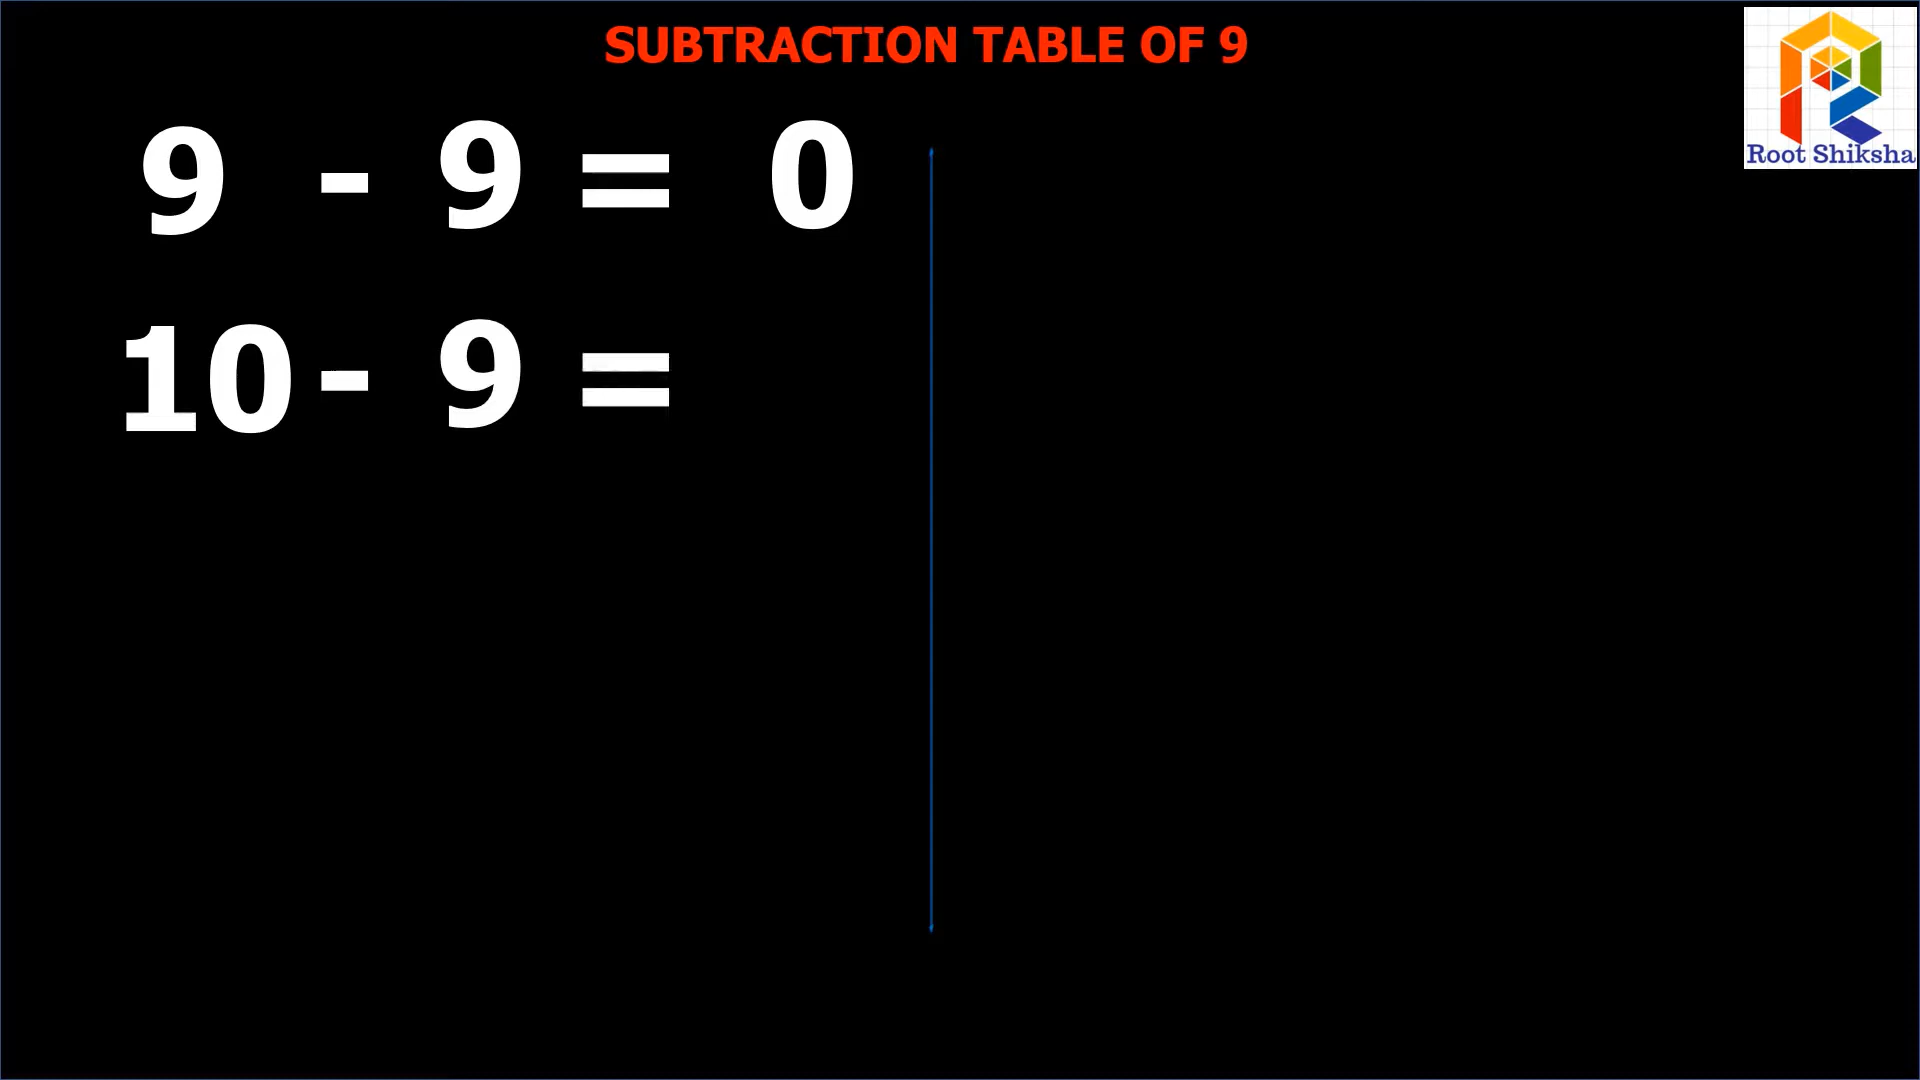 SUBTRACTION TABLE OF 9
Root Shiksha
9 - 9 = 0
10 - 9 =